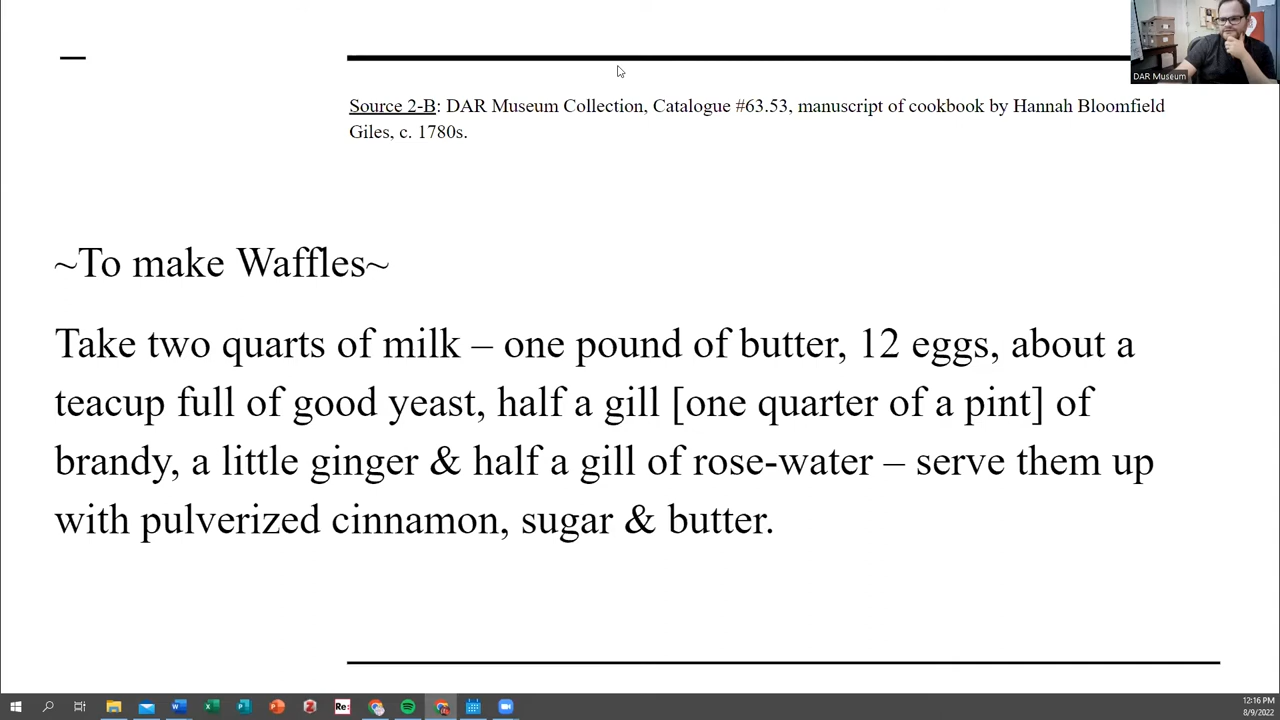 DAR Museum
Source 2-B: DAR Museum Collection, Catalogue #63.53, manuscript of cookbook by Hannah Bloomfield
Giles, c. 1780s.
~To make Waffles~
Take two quarts of milk – one pound of butter, 12 eggs, about a
teacup full of good yeast, half a gill [one quarter of a pint] of
brandy, a little ginger & half a gill of rose-water – serve them up
with pulverized cinnamon, sugar & butter.
Re:
12:16 PM
8/9/2022